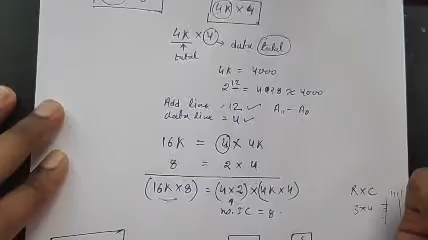 4K × 4
4K × 4 → data (total)
total
4K = 4000
2^12 = 4028 ≈ 4000
Add line - 12 ✓ A11 - A0
data line = 4 ✓
16K = 4 × 4K
8 = 2 × 4
(16K × 8) = (4 × 2) × (4K × 4)
no. IC = 8.
R × C
3 × 4